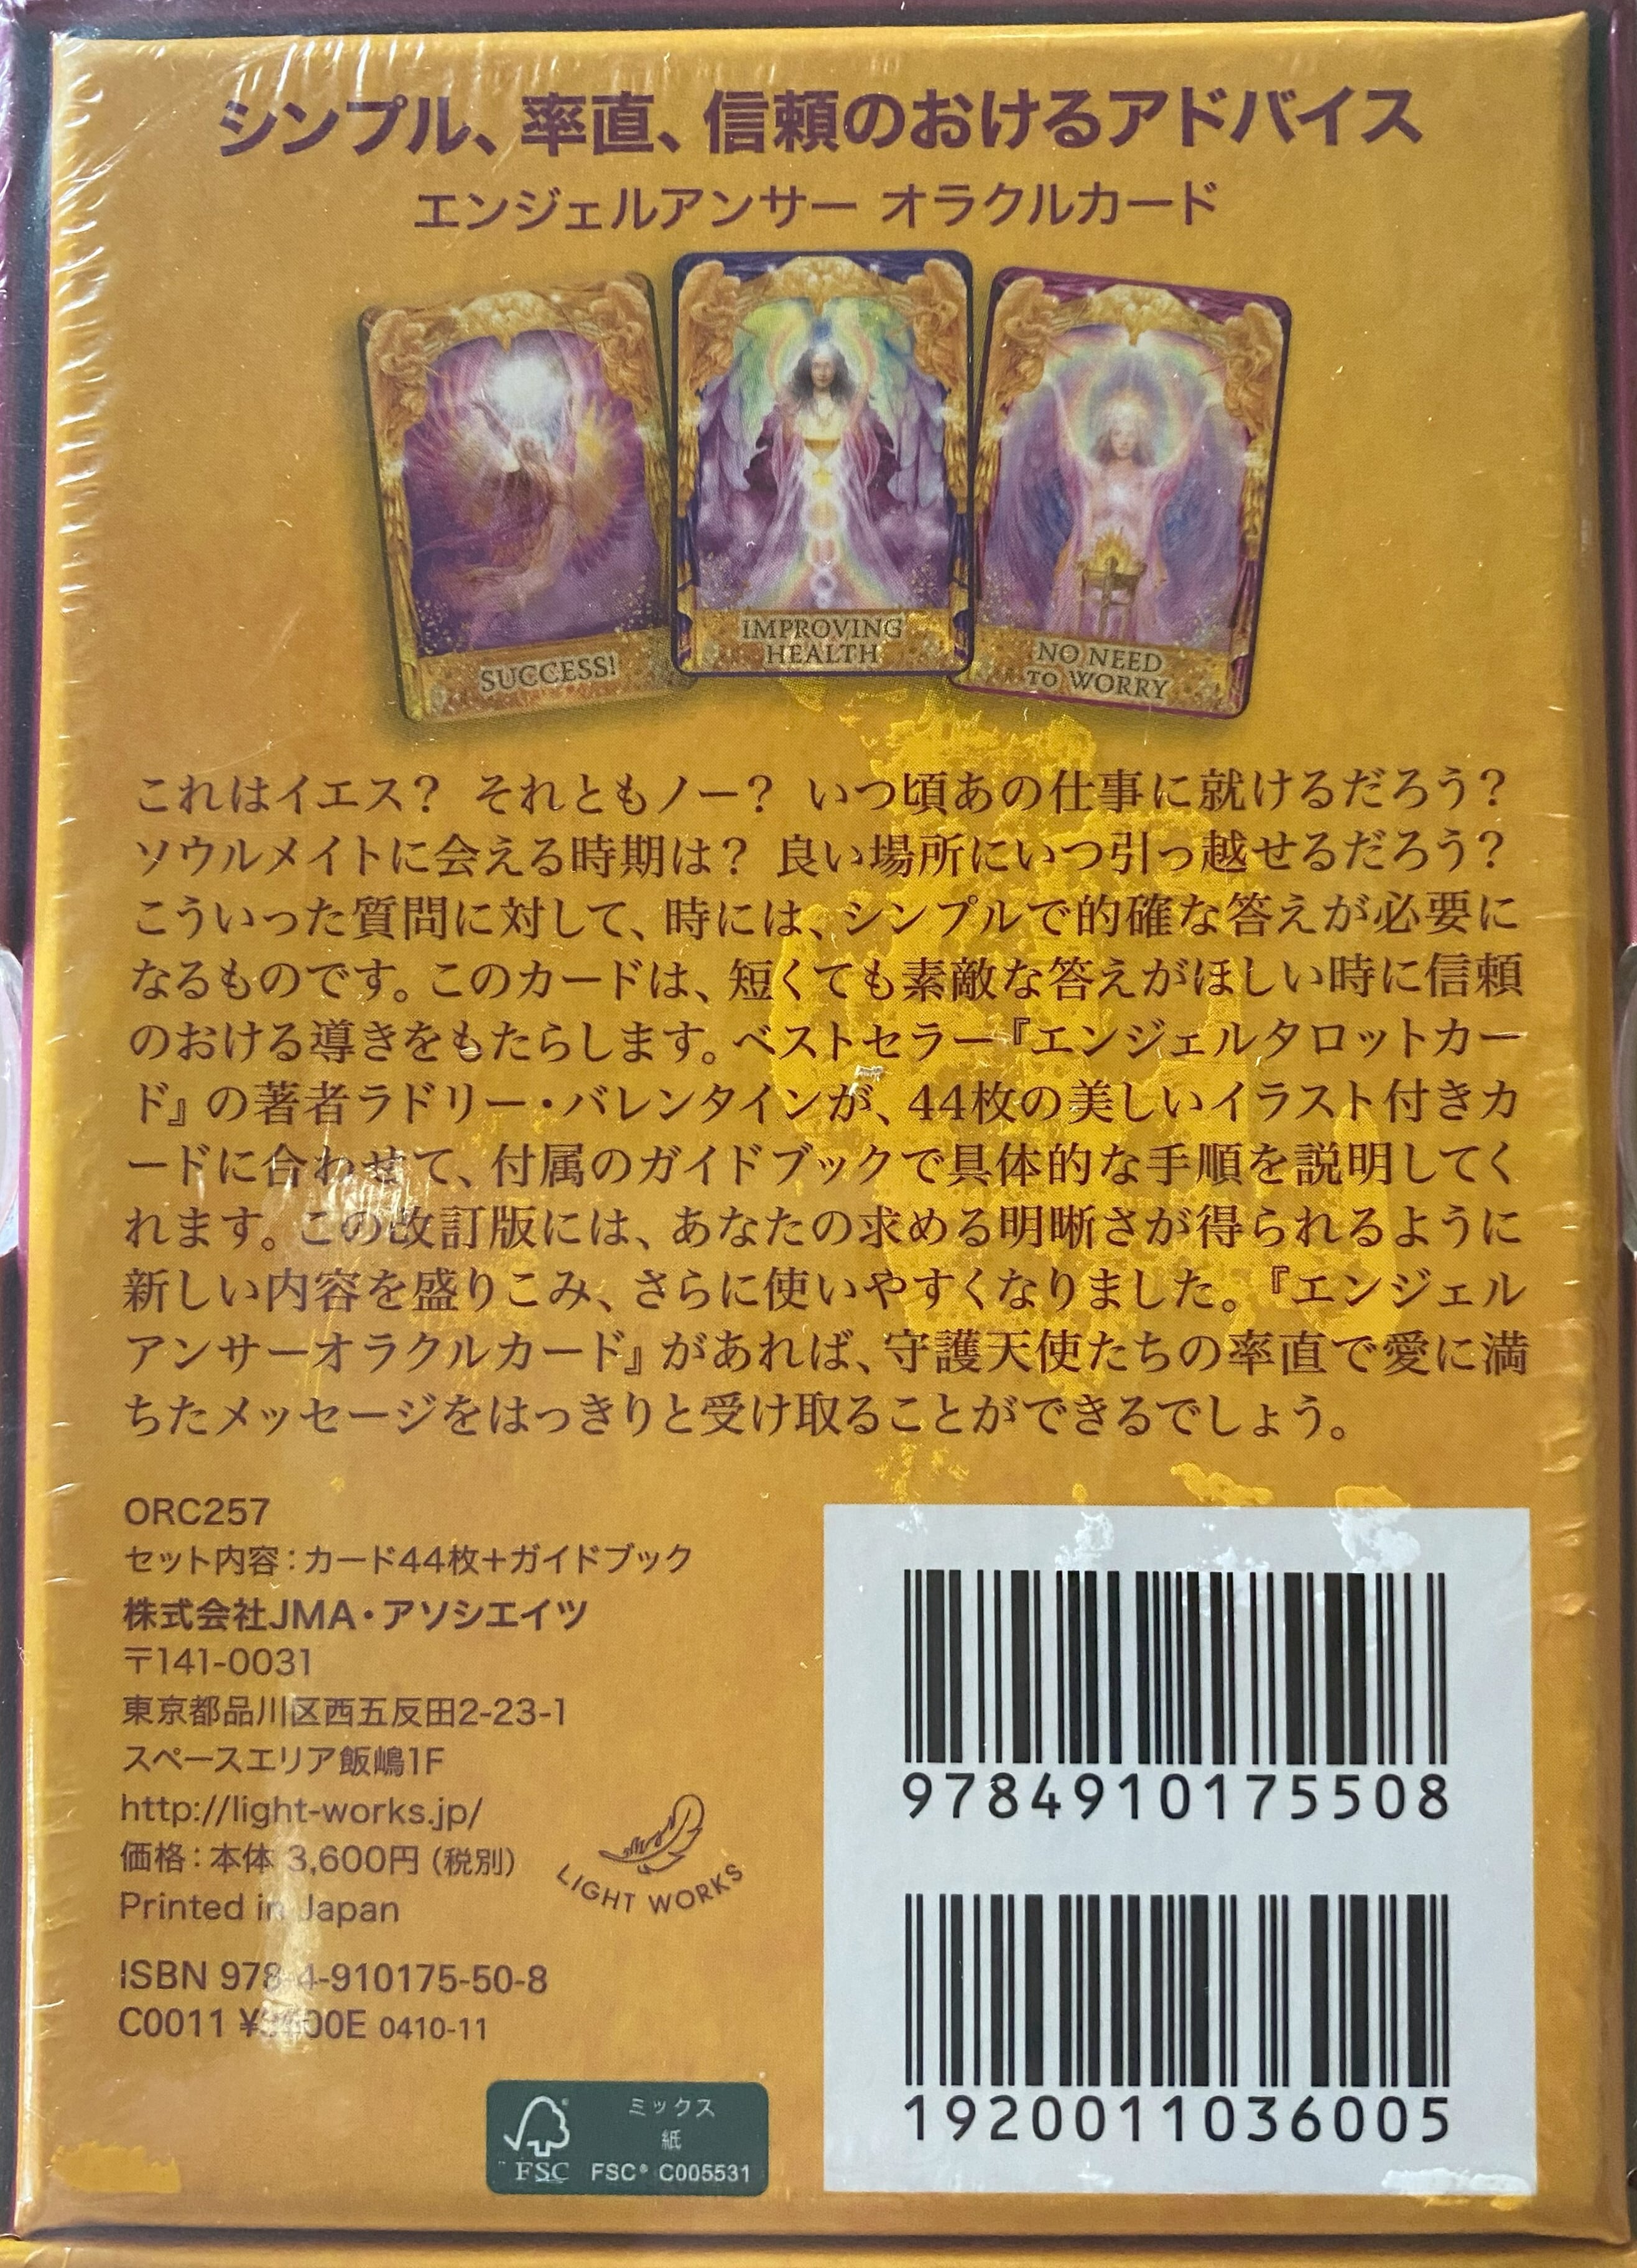 シンプル、率直、信頼のおけるアドバイス
エンジェルアンサー オラクルカード
SUCCESS!
IMPROVING
HEALTH
NO NEED
TO WORRY
これはイエス? それともノー? いつ頃あの仕事に就けるだろう?
ソウルメイトに会える時期は? 良い場所にいつ引っ越せるだろう?
こういった質問に対して、時には、シンプルで的確な答えが必要に
なるものです。このカードは、短くても素敵な答えがほしい時に信頼
のおける導きをもたらします。ベストセラー『エンジェルタロットカー
ド』の著者ラドリー・バレンタインが、44枚の美しいイラスト付きカ
ードに合わせて、付属のガイドブックで具体的な手順を説明してく
れます。この改訂版には、あなたの求める明晰さが得られるように
新しい内容を盛りこみ、さらに使いやすくなりました。『エンジェル
アンサーオラクルカード』があれば、守護天使たちの率直で愛に満
ちたメッセージをはっきりと受け取ることができるでしょう。
ORC257
セット内容:カード44枚+ガイドブック
株式会社JMA・アソシエイツ
〒141-0031
東京都品川区西五反田2-23-1
スペースエリア飯嶋1F
http://light-works.jp/
価格:本体 3,600円(税別)
Printed in Japan
LIGHT WORKS
ISBN 978-4-910175-50-8
C0011 ¥3600E 0410-11
ミックス
紙
FSC
FSC® C005531
9784910175508
1920011036005